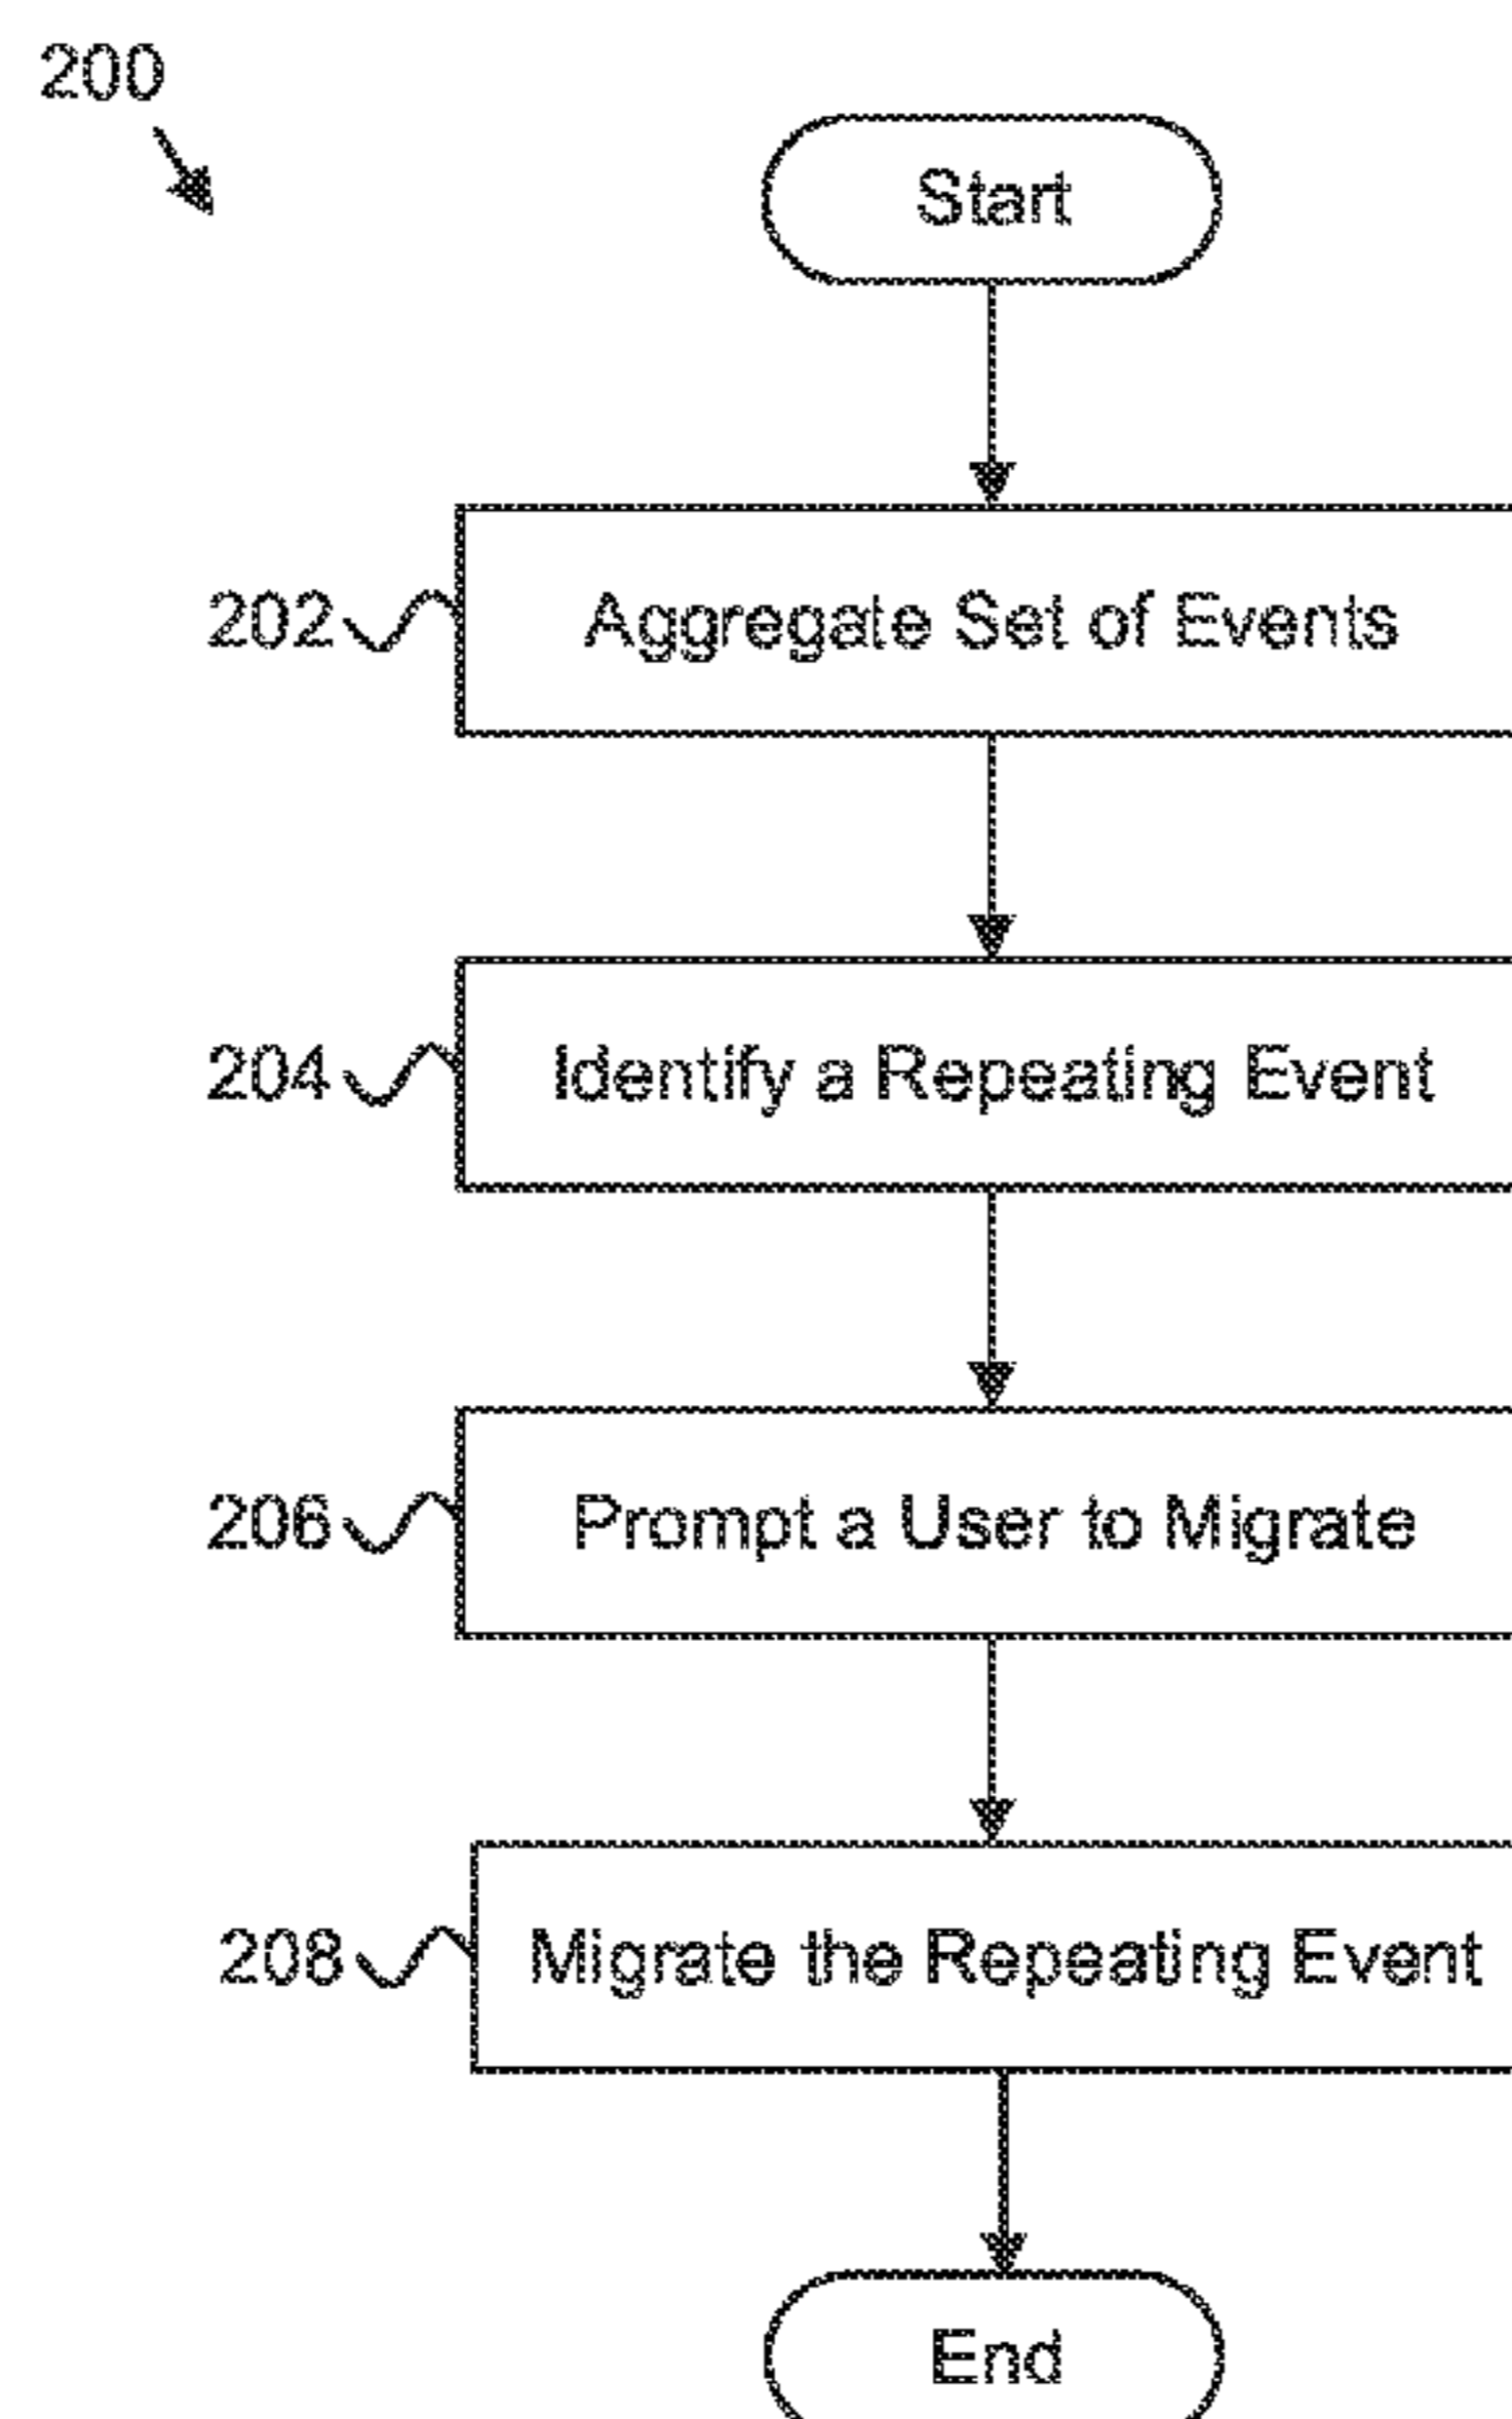 200
Start
202 Aggregate Set of Events
204 Identify a Repeating Event
206 Prompt a User to Migrate
208 Migrate the Repeating Event
End